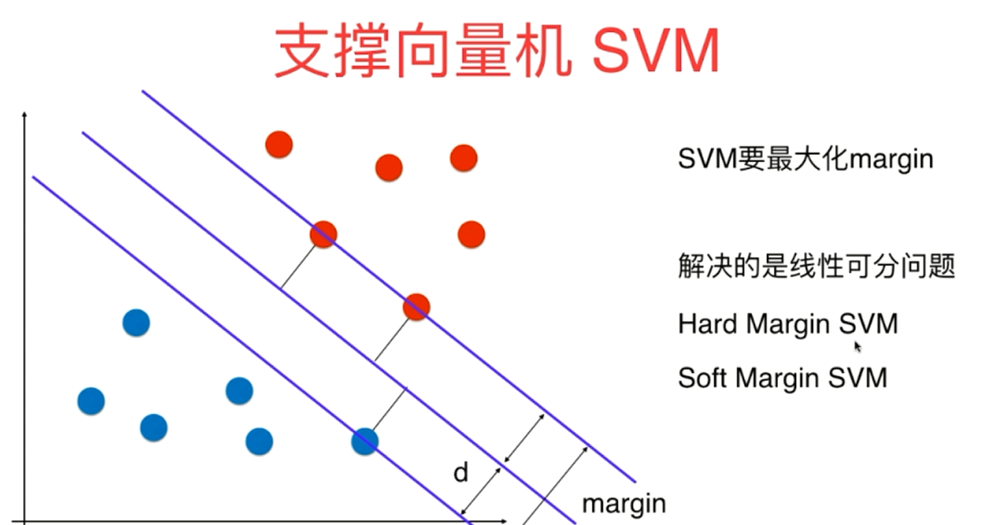 支撑向量机 SVM
SVM要最大化margin
解决的是线性可分问题
Hard Margin SVM
Soft Margin SVM
d
margin